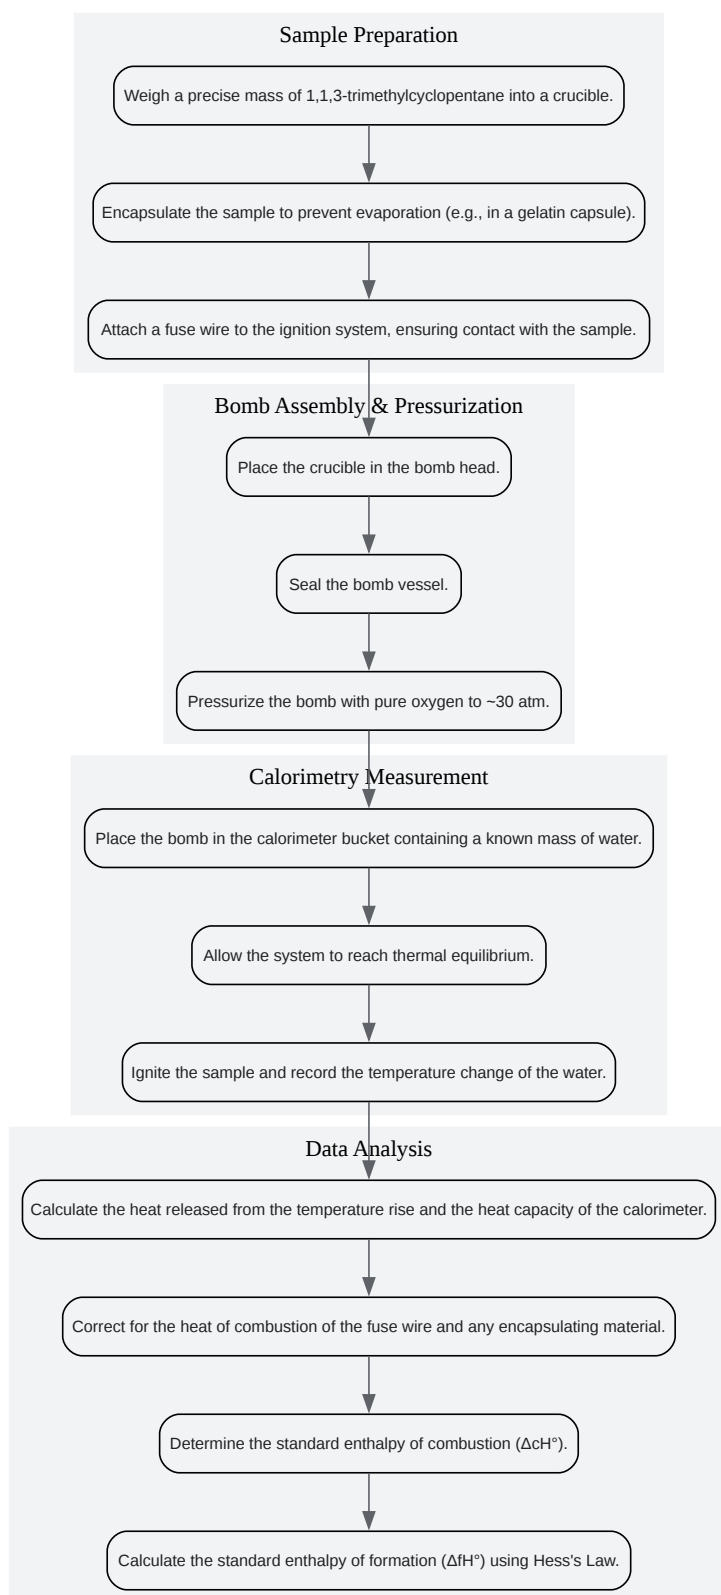 Sample Preparation
Weigh a precise mass of 1,1,3-trimethylcyclopentane into a crucible.
Encapsulate the sample to prevent evaporation (e.g., in a gelatin capsule).
Attach a fuse wire to the ignition system, ensuring contact with the sample.
Bomb Assembly & Pressurization
Place the crucible in the bomb head.
Seal the bomb vessel.
Pressurize the bomb with pure oxygen to ~30 atm.
Calorimetry Measurement
Place the bomb in the calorimeter bucket containing a known mass of water.
Allow the system to reach thermal equilibrium.
Ignite the sample and record the temperature change of the water.
Data Analysis
Calculate the heat released from the temperature rise and the heat capacity of the calorimeter.
Correct for the heat of combustion of the fuse wire and any encapsulating material.
Determine the standard enthalpy of combustion (ΔcH°).
Calculate the standard enthalpy of formation (ΔfH°) using Hess's Law.